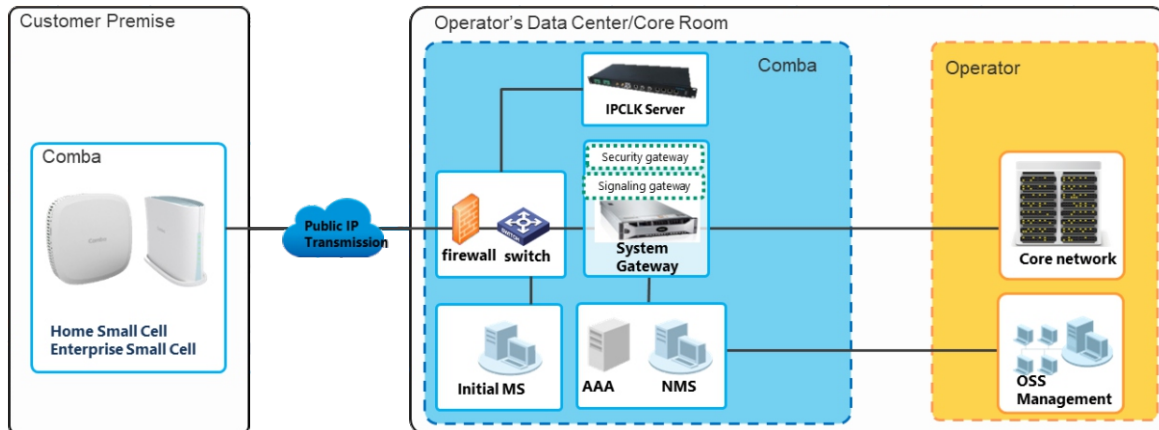 Customer Premise
Comba
Home Small Cell
Enterprise Small Cell
Public IP
Transmission
Operator's Data Center/Core Room
Comba
IPCLK Server
Security gateway
Signaling gateway
firewall
switch
SWITCH
System
Gateway
Initial MS
AAA
NMS
Operator
Core network
OSS
Management